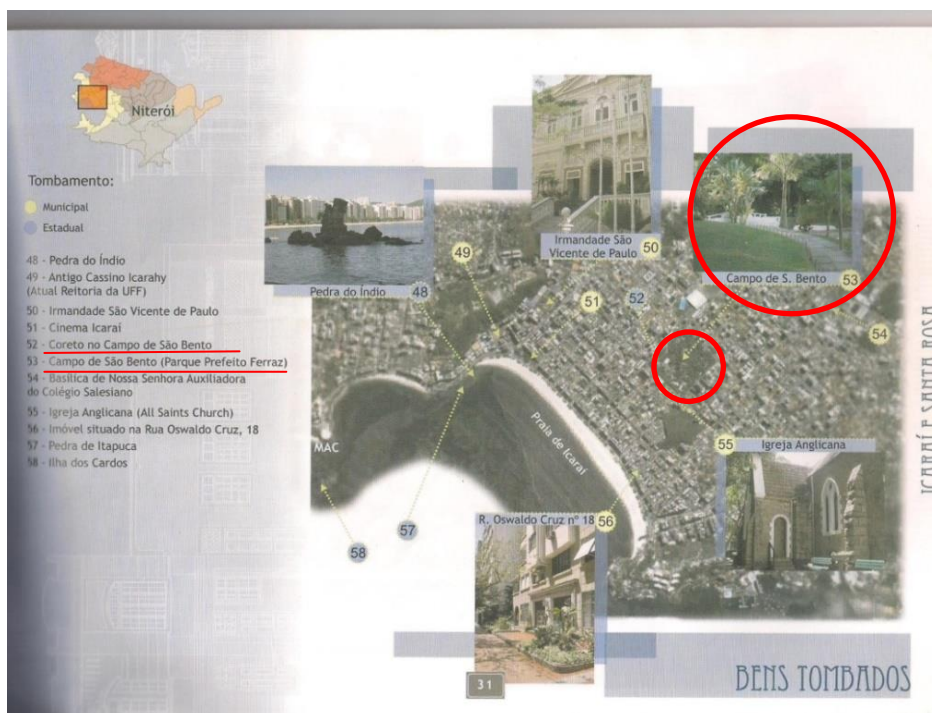 Niterói
Tombamento:
Municipal
Estadual
48 - Pedra do Índio
49 - Antigo Cassino Icarahy
(Atual Reitoria da UFF)
50 - Irmandade São Vicente de Paulo
51 - Cinema Icaraí
52 - Coreto no Campo de São Bento
53 - Campo de São Bento (Parque Prefeito Ferraz)
54 - Basílica de Nossa Senhora Auxiliadora
do Colégio Salesiano
55 - Igreja Anglicana (All Saints Church)
56 - Imóvel situado na Rua Oswaldo Cruz, 18
57 - Pedra de Itapuca
58 - Ilha dos Cardos
Pedra do Índio 48
49
Irmandade São
Vicente de Paulo 50
51
52
Campo de S. Bento 53
54
MAC
Praia de Icaraí
55 Igreja Anglicana
R. Oswaldo Cruz nº 18 56
57
58
ICARAÍ E SANTA ROSA
31
BENS TOMBADOS